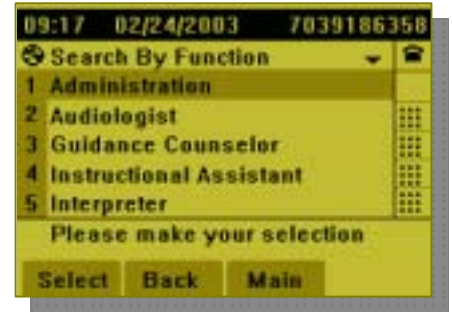 09:17 02/24/2003 7039186358
Search By Function
1 Administration
2 Audiologist
3 Guidance Counselor
4 Instructional Assistant
5 Interpreter
Please make your selection
Select Back Main